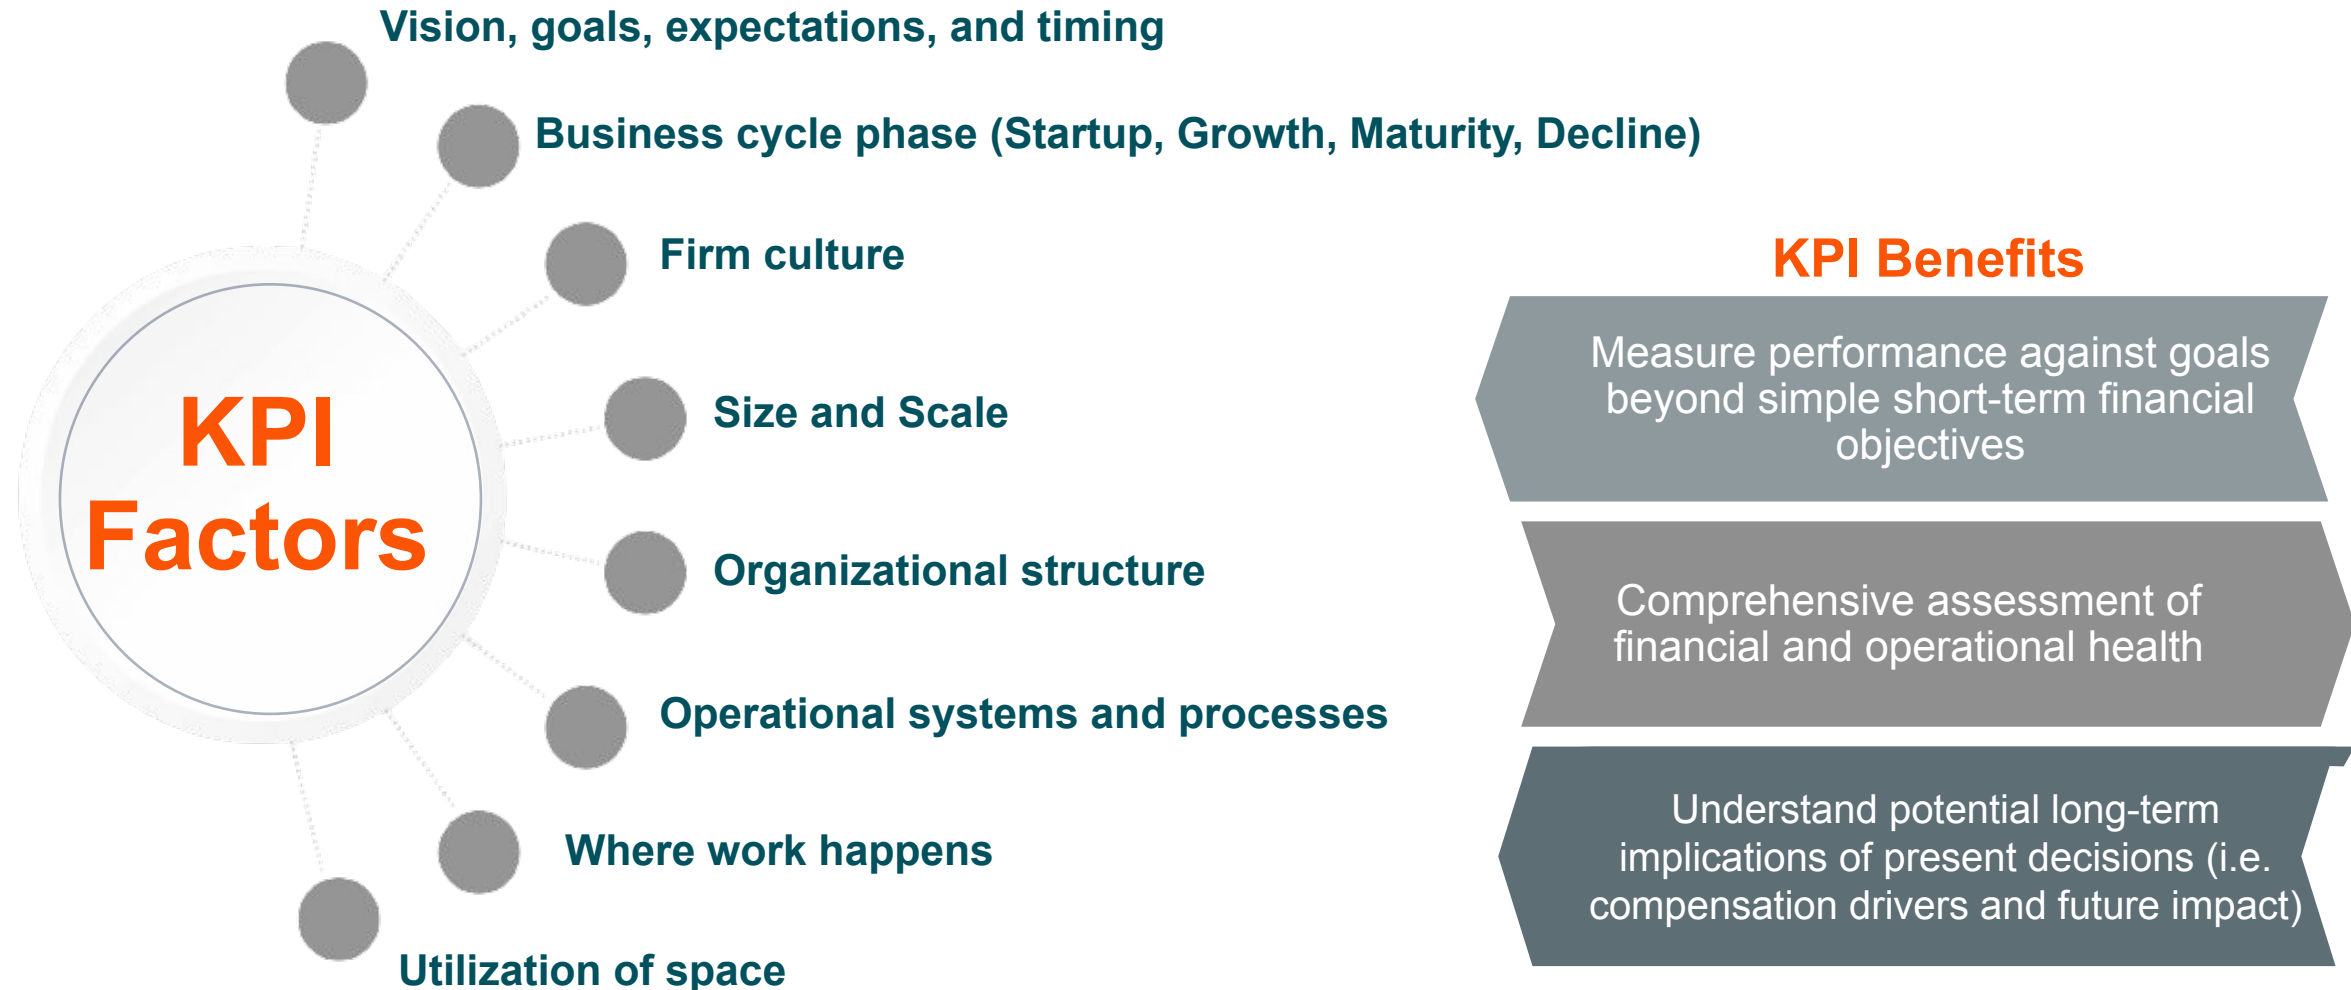 Vision, goals, expectations, and timing
Business cycle phase (Startup, Growth, Maturity, Decline)
Firm culture
Size and Scale
Organizational structure
Operational systems and processes
Where work happens
Utilization of space
KPI
Factors
KPI Benefits
Measure performance against goals
beyond simple short-term financial
objectives
Comprehensive assessment of
financial and operational health
Understand potential long-term
implications of present decisions (i.e.
compensation drivers and future impact)